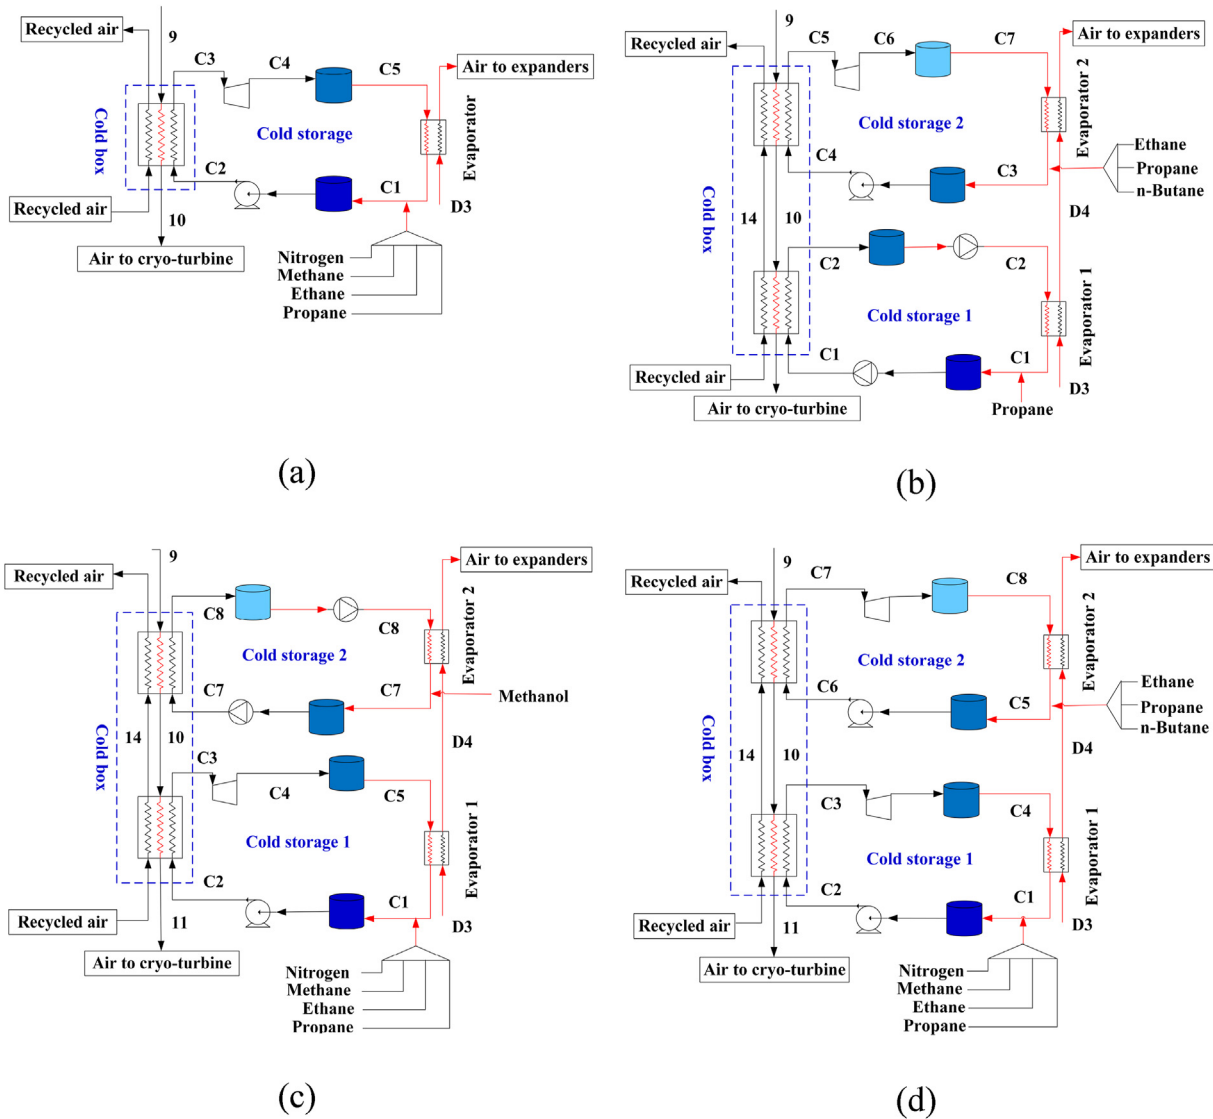 Recycled air
9
C3
C4
C5
Air to expanders
Cold box
Cold storage
Evaporator
C2
C1
Recycled air
10
D3
Air to cryo-turbine
Nitrogen
Methane
Ethane
Propane
(a)
9
C5
C6
C7
Air to expanders
Recycled air
Evaporator 2
Cold storage 2
Ethane
Propane
n-Butane
C4
C3
Cold box
14
10
D4
C2
C2
Cold storage 1
Evaporator 1
C1
C1
Recycled air
D3
Propane
Air to cryo-turbine
(b)
9
Air to expanders
Recycled air
C8
C8
Evaporator 2
Cold storage 2
C7
C7
Methanol
Cold box
14
10
D4
C3
C4
C5
Cold storage 1
Evaporator 1
C2
C1
Recycled air
11
D3
Air to cryo-turbine
Nitrogen
Methane
Ethane
Propane
(c)
9
C7
C8
Air to expanders
Recycled air
Evaporator 2
Cold storage 2
Ethane
Propane
n-Butane
C6
C5
Cold box
14
10
D4
C3
C4
Cold storage 1
Evaporator 1
C2
C1
Recycled air
11
D3
Air to cryo-turbine
Nitrogen
Methane
Ethane
Propane
(d)